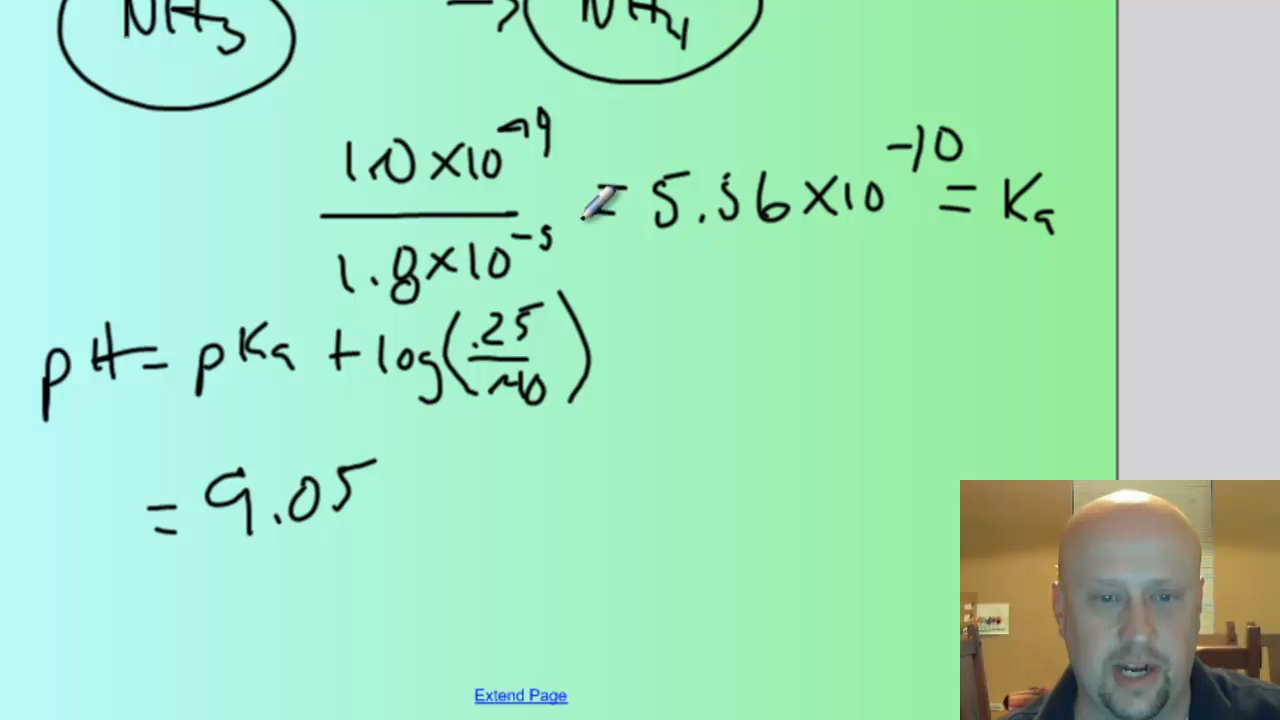 NH3 → NH4
1.0×10^-14 / 1.8×10^-5 = 5.56×10^-10 = Ka
pH = pKa + log(.25/.40)
= 9.05
Extend Page